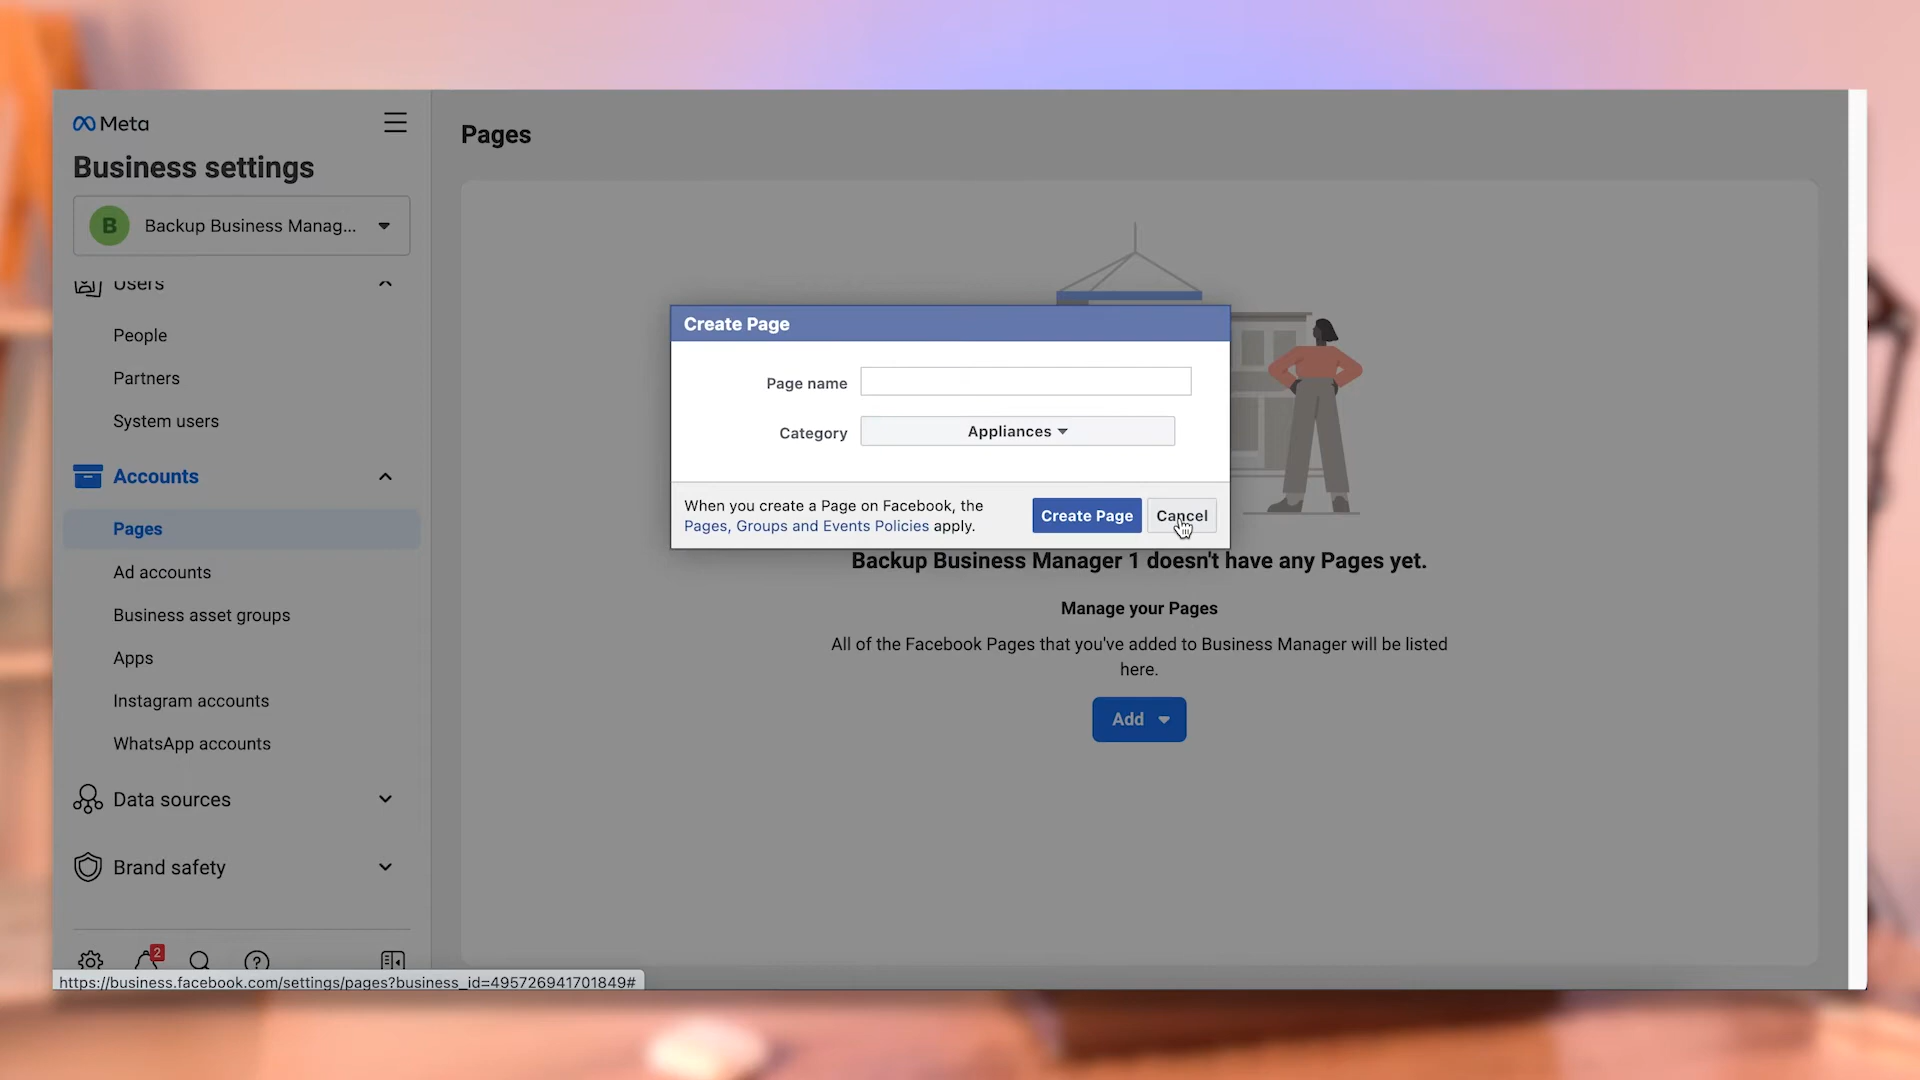 Meta
Business settings
B
Backup Business Manag...
Users
People
Partners
System users
Accounts
Pages
Ad accounts
Business asset groups
Apps
Instagram accounts
WhatsApp accounts
Data sources
Brand safety
2
https://business.facebook.com/settings/pages?business_id=495726941701849#
Pages
Create Page
Page name
Category
Appliances
When you create a Page on Facebook, the
Pages, Groups and Events Policies apply.
Create Page
Cancel
Backup Business Manager 1 doesn't have any Pages yet.
Manage your Pages
All of the Facebook Pages that you've added to Business Manager will be listed
here.
Add